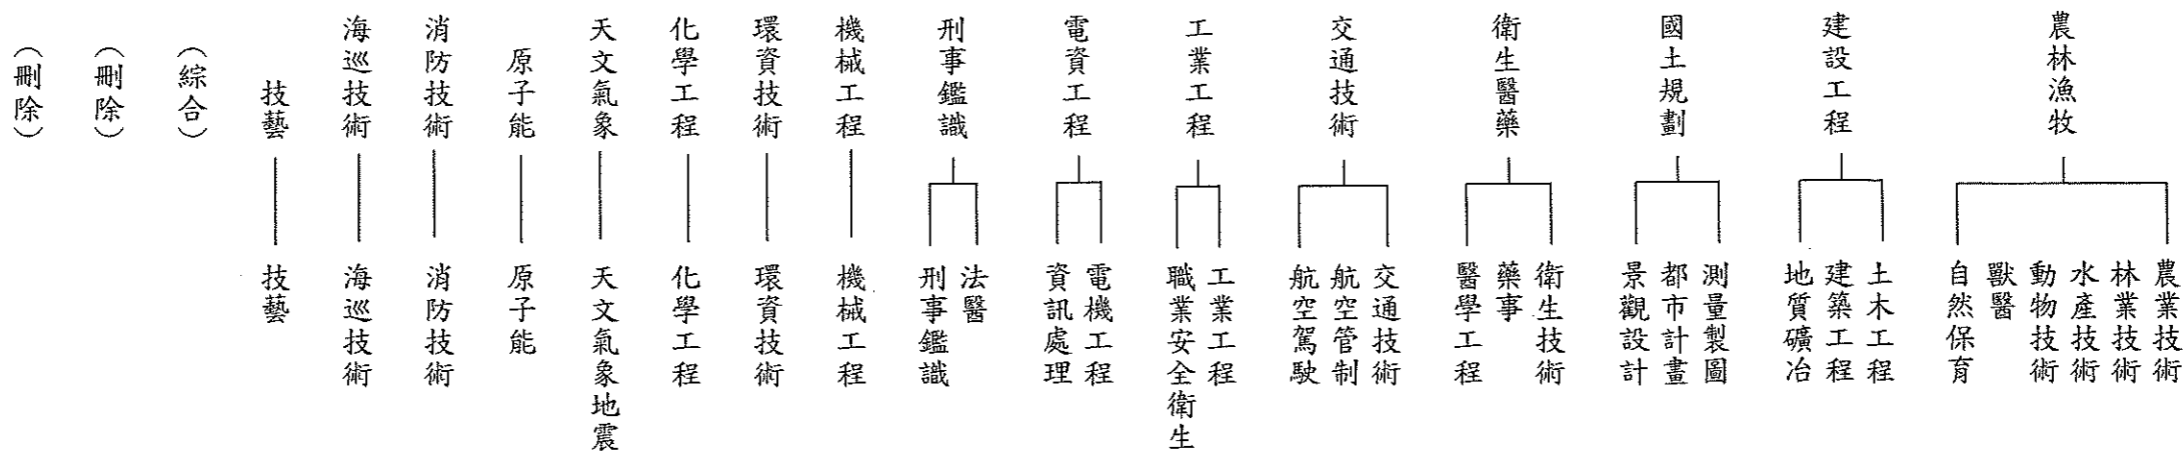 農林漁牧
農業技術
林業技術
水產技術
動物技術
獸醫
自然保育
建設工程
土木工程
建築工程
地質礦冶
國土規劃
測量製圖
都市計畫
景觀設計
衛生醫藥
衛生技術
藥事
醫學工程
交通技術
交通技術
航空管制
航空駕駛
工業工程
工業工程
職業安全衛生
電資工程
電機工程
資訊處理
刑事鑑識
法醫
刑事鑑識
機械工程
機械工程
環資技術
環資技術
化學工程
化學工程
天文氣象
天文氣象地震
原子能
原子能
消防技術
消防技術
海巡技術
海巡技術
技藝
技藝
（綜合）
（刪除）
（刪除）